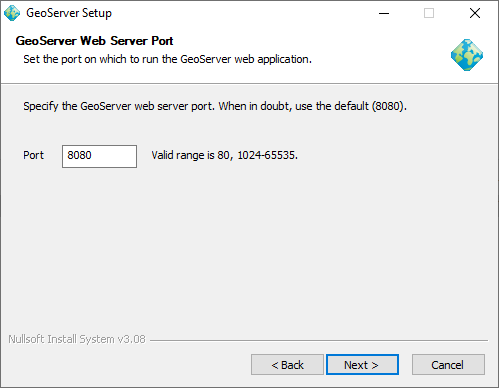 GeoServer Setup
GeoServer Web Server Port
Set the port on which to run the GeoServer web application.
Specify the GeoServer web server port. When in doubt, use the default (8080).
Port 8080 Valid range is 80, 1024-65535.
Nullsoft Install System v3.08
< Back Next > Cancel